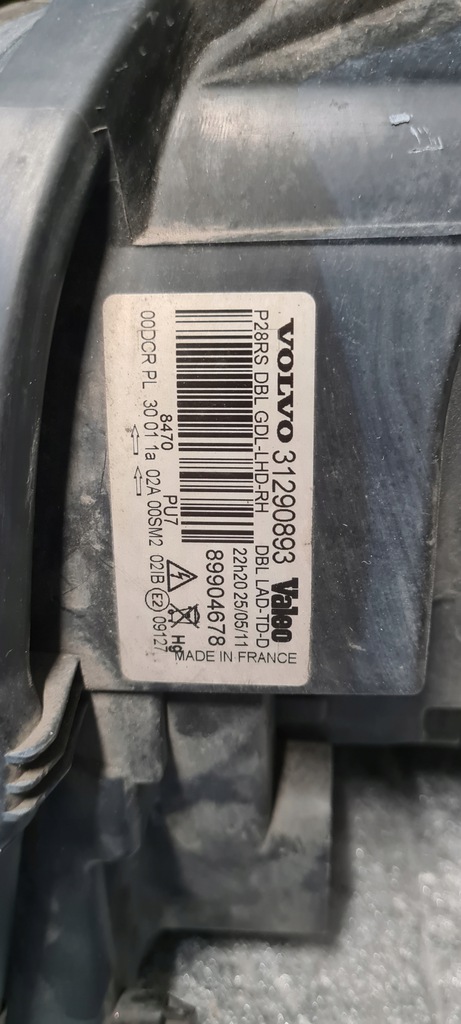 VOLVO 31290893 Valeo
P28RS DBL GDL-LHD-RH DBL LAD-TD-D
22h20 25/05/11
89904678
MADE IN FRANCE
8470 PU7
Hg
00DCR PL 30 01 1a 02A 00SM2 02IB E2 09127